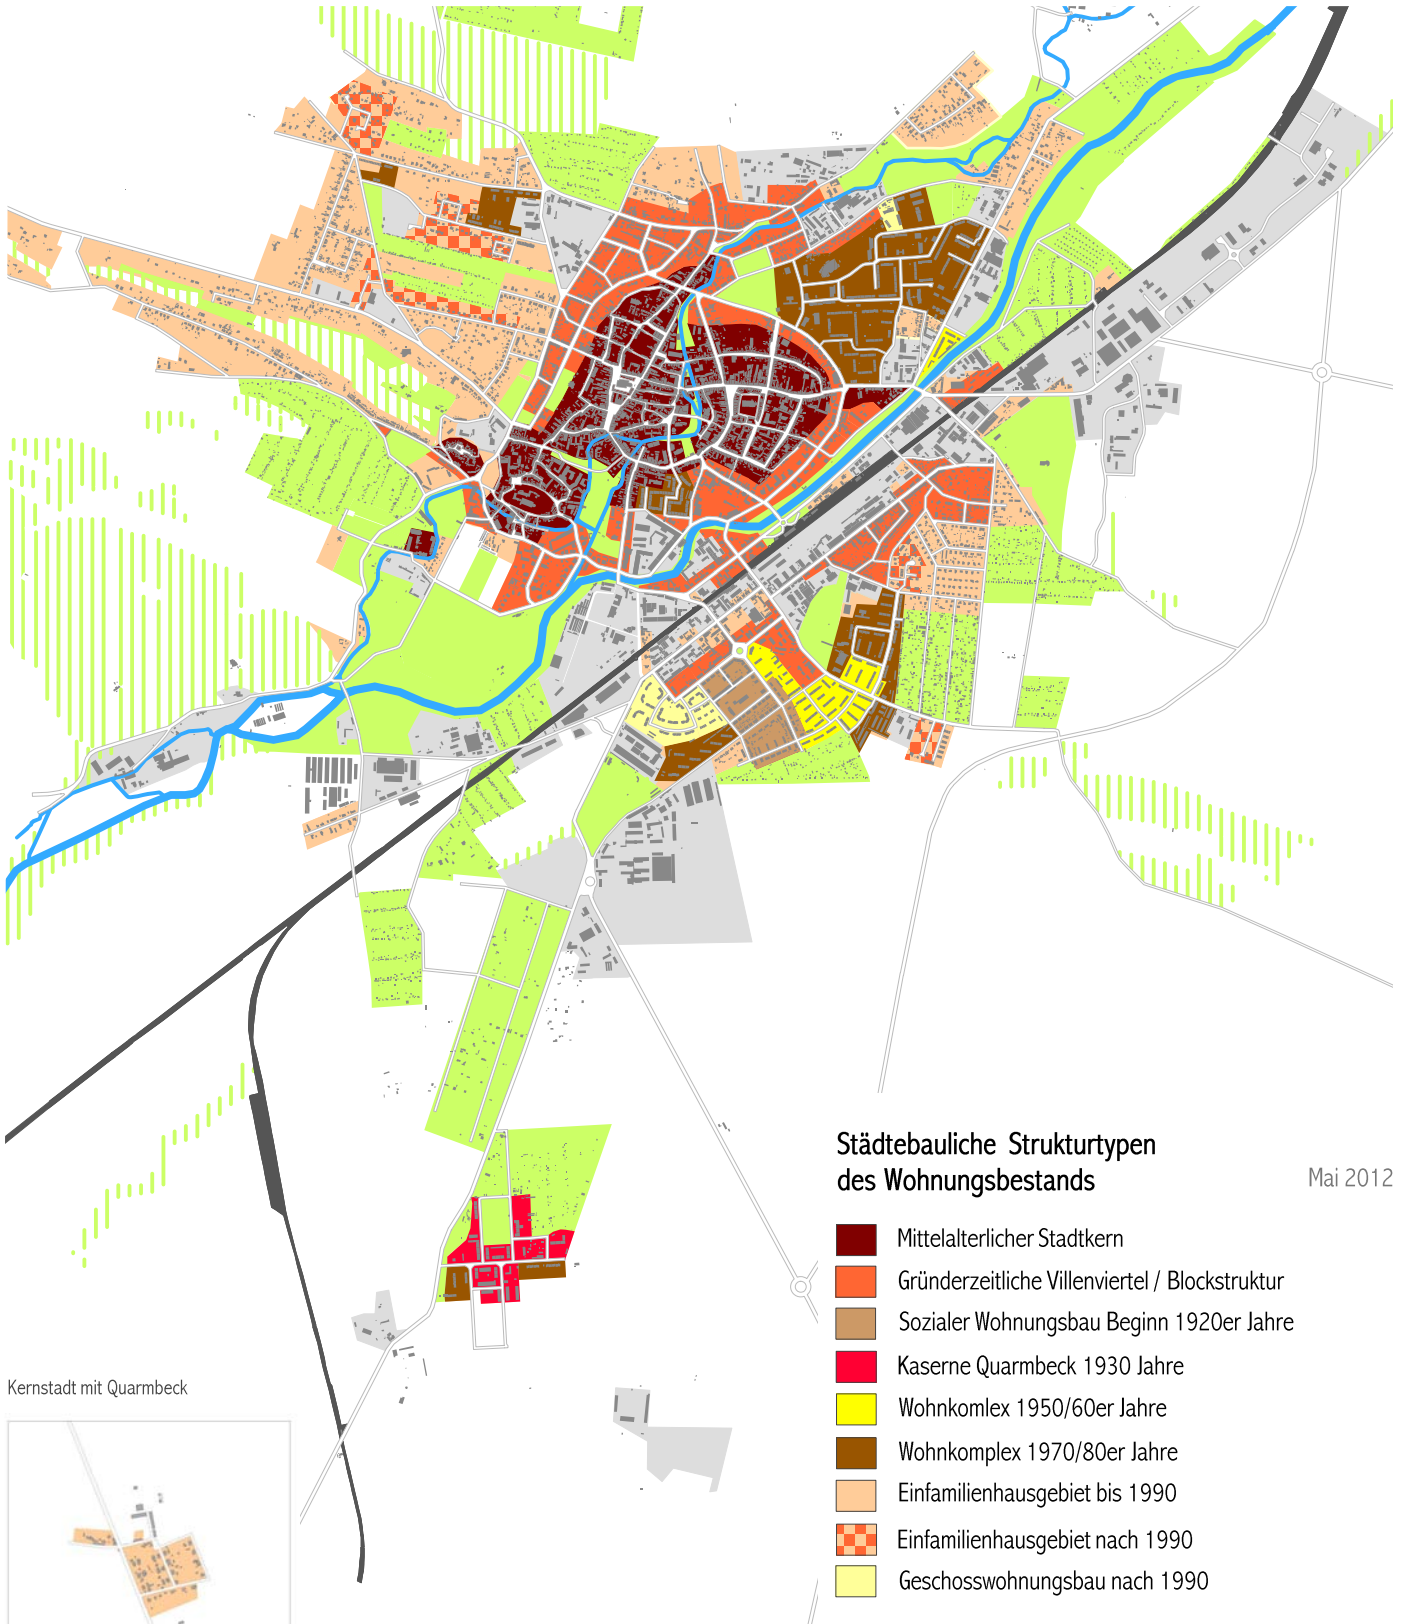 Städtebauliche Strukturtypen
des Wohnungsbestands
Mai 2012
Mittelalterlicher Stadtkern
Gründerzeitliche Villenviertel / Blockstruktur
Sozialer Wohnungsbau Beginn 1920er Jahre
Kaserne Quarmbeck 1930 Jahre
Wohnkomlex 1950/60er Jahre
Wohnkomplex 1970/80er Jahre
Einfamilienhausgebiet bis 1990
Einfamilienhausgebiet nach 1990
Geschosswohnungsbau nach 1990
Kernstadt mit Quarmbeck